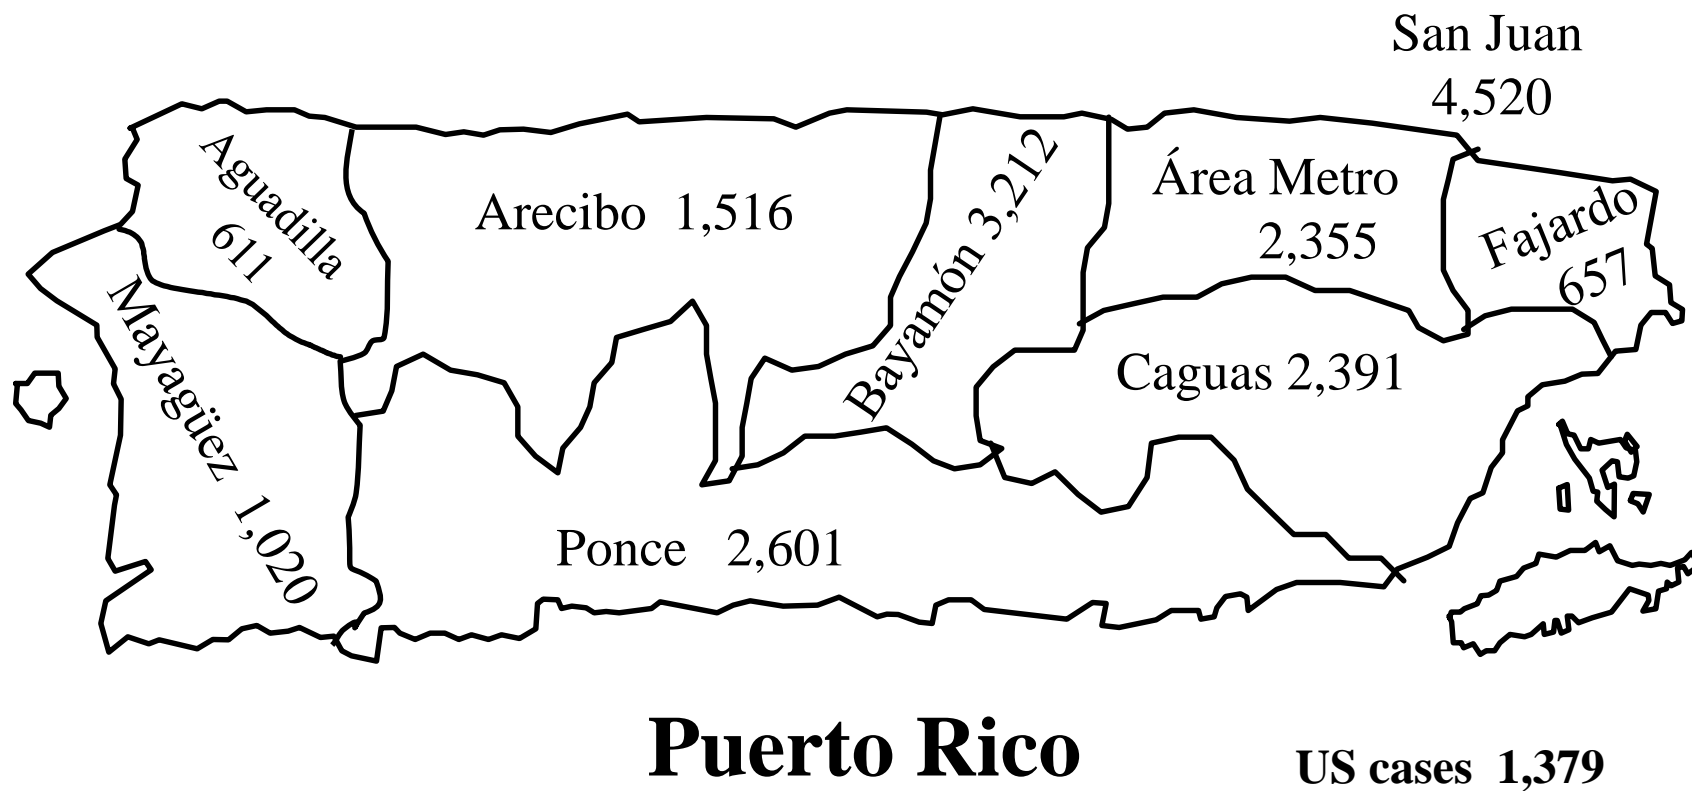 San Juan
4,520
Aguadilla
611
Arecibo 1,516
Bayamón 3,212
Área Metro
2,355
Fajardo
657
Mayagüez 1,020
Caguas 2,391
Ponce 2,601
Puerto Rico
US cases 1,379